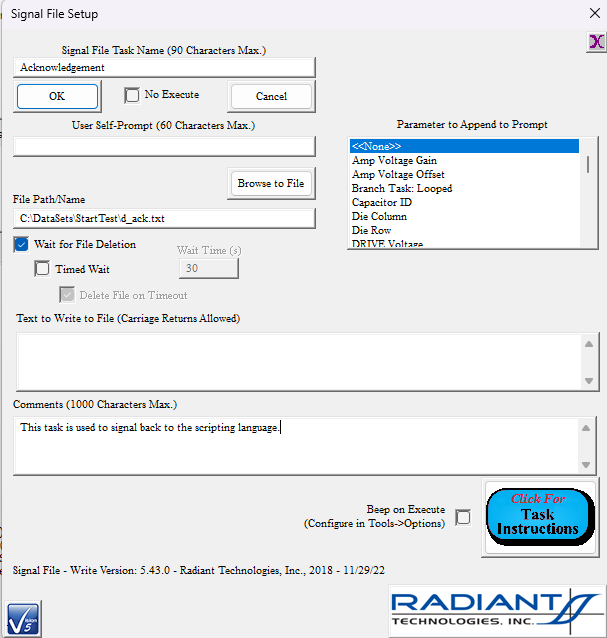 Signal File Setup
Signal File Task Name (90 Characters Max.)
Acknowledgement
OK
No Execute
Cancel
User Self-Prompt (60 Characters Max.)
Parameter to Append to Prompt
<<None>>
Amp Voltage Gain
Amp Voltage Offset
Branch Task: Looped
Capacitor ID
Die Column
Die Row
DRIVE Voltage
Browse to File
File Path/Name
C:\DataSets\StartTest\d_ack.txt
Wait for File Deletion
Wait Time (s)
Timed Wait
30
Delete File on Timeout
Text to Write to File (Carriage Returns Allowed)
Comments (1000 Characters Max.)
This task is used to signal back to the scripting language.
Beep on Execute
(Configure in Tools->Options)
Click For
Task
Instructions
Signal File - Write Version: 5.43.0 - Radiant Technologies, Inc., 2018 - 11/29/22
Vision
5
RADIANT
TECHNOLOGIES, INC.